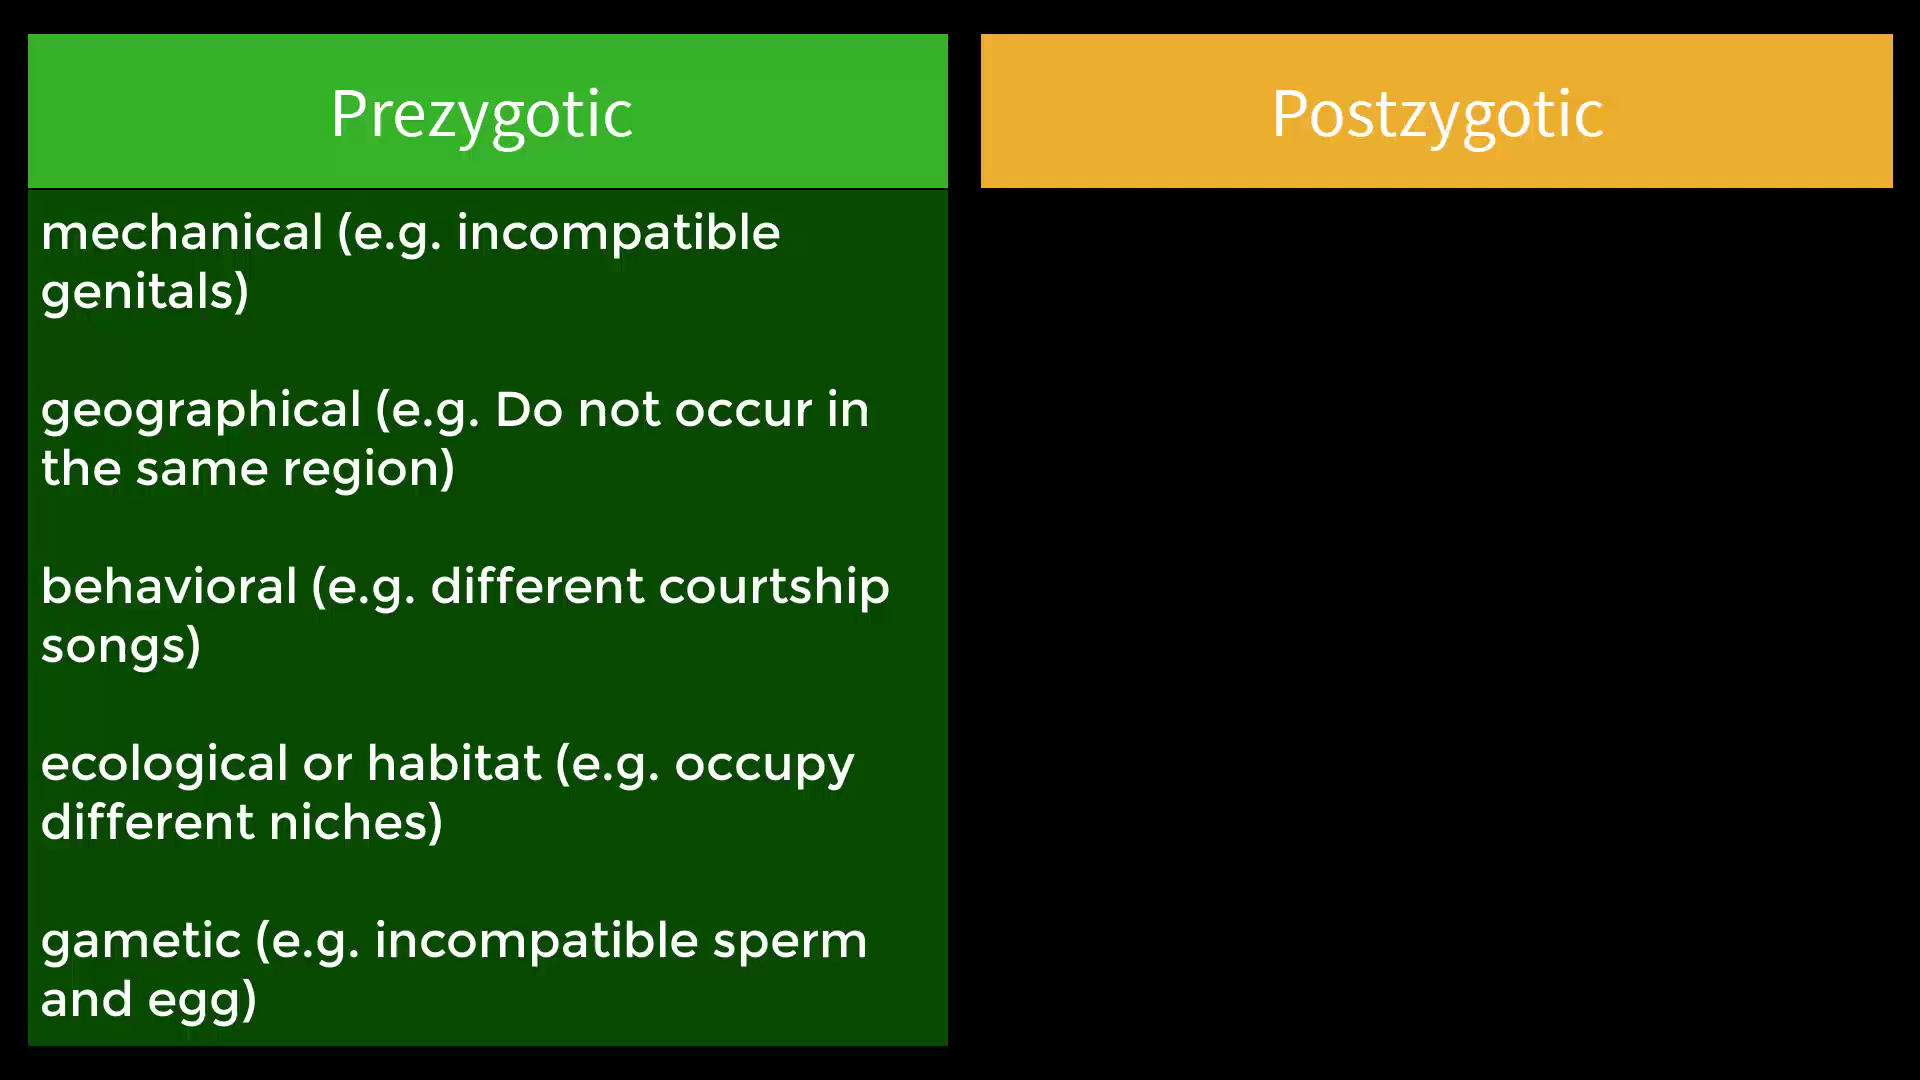 Prezygotic
Postzygotic
mechanical (e.g. incompatible
genitals)
geographical (e.g. Do not occur in
the same region)
behavioral (e.g. different courtship
songs)
ecological or habitat (e.g. occupy
different niches)
gametic (e.g. incompatible sperm
and egg)